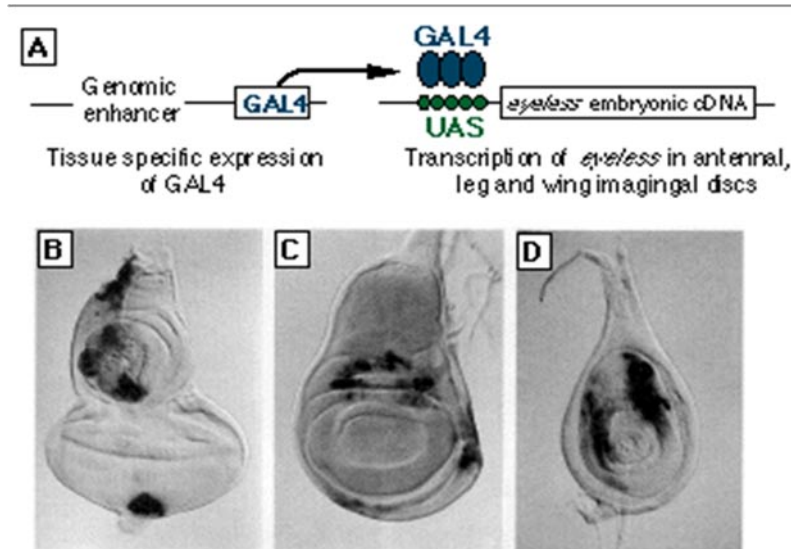 A
GAL4
Genomic
enhancer
GAL4
eyeless embryonic cDNA
UAS
Tissue specific expression
of GAL4
Transcription of eyeless in antennal,
leg and wing imagingal discs
B
C
D